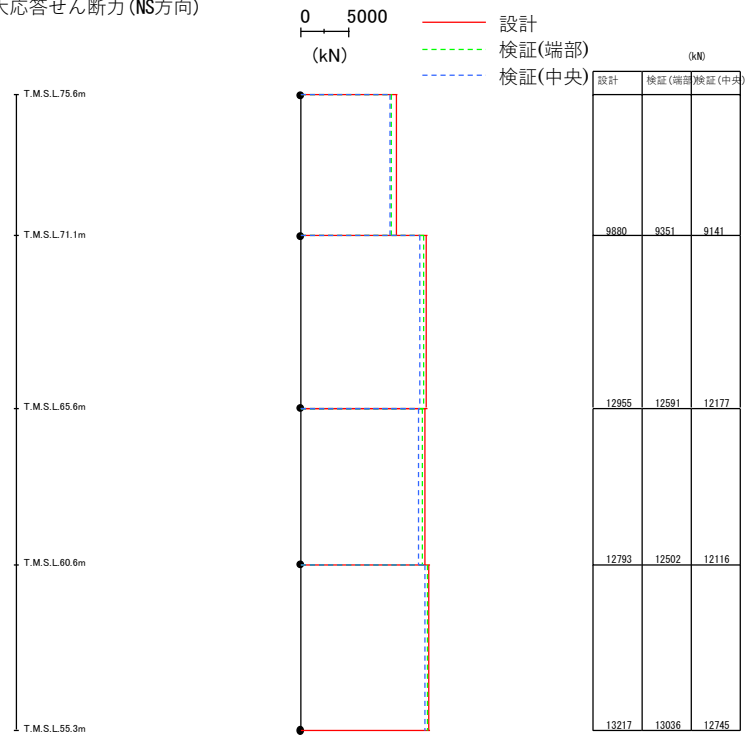 大応答せん断力(NS方向)
0 5000
(kN)
設計
検証(端部)
検証(中央)
(kN)
設計 検証(端部) 検証(中央)
T.M.S.L.75.6m
T.M.S.L.71.1m
9880 9351 9141
T.M.S.L.65.6m
12955 12591 12177
T.M.S.L.60.6m
12793 12502 12116
T.M.S.L.55.3m
13217 13036 12745